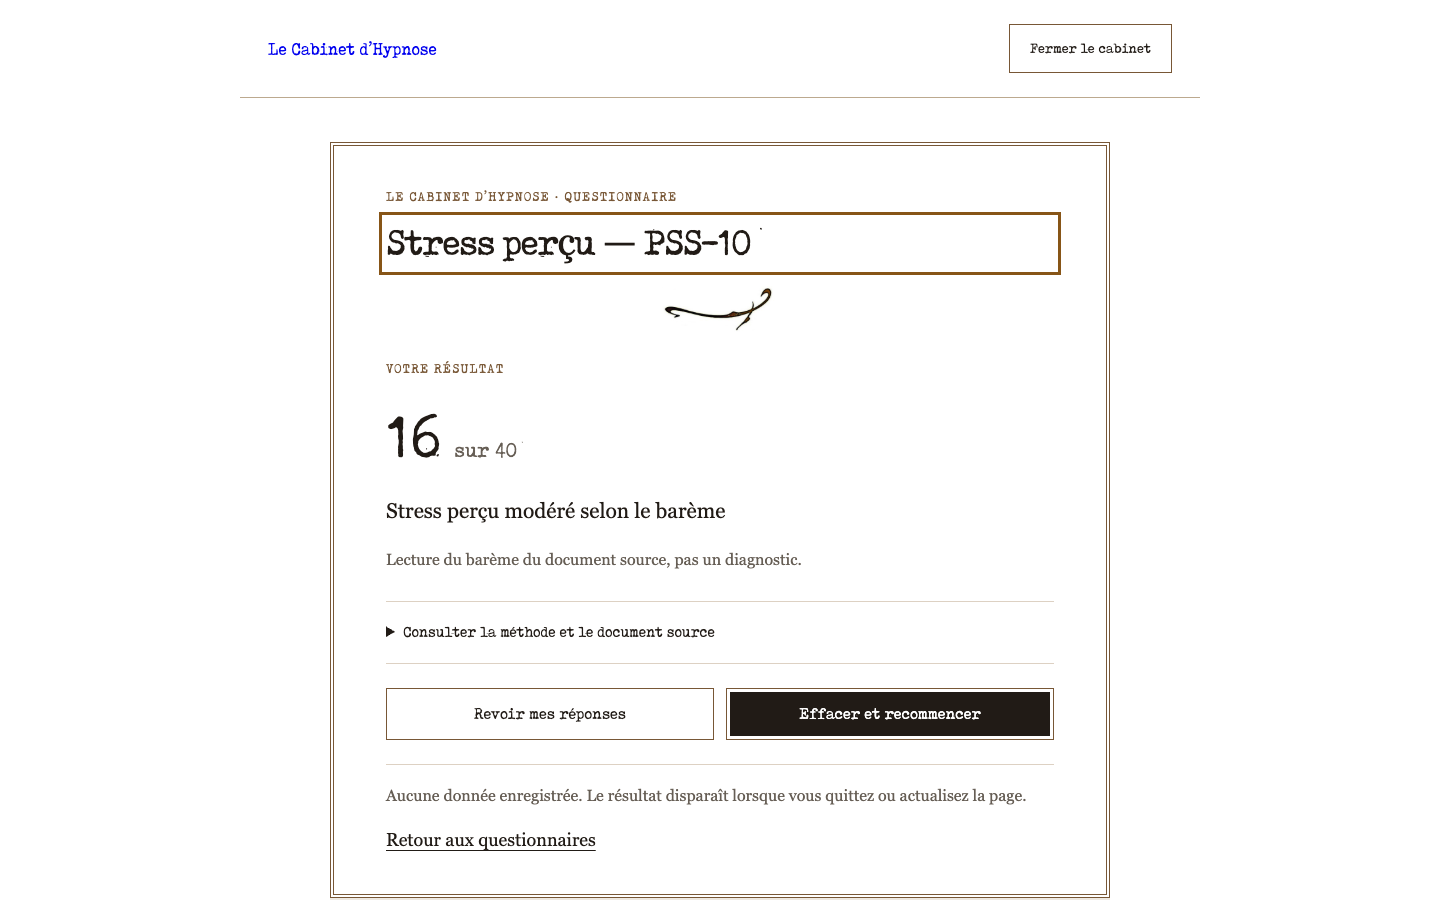 Le Cabinet d’Hypnose
Fermer le cabinet
LE CABINET D’HYPNOSE · QUESTIONNAIRE
Stress perçu — PSS-10
VOTRE RÉSULTAT
16 sur 40
Stress perçu modéré selon le barème
Lecture du barème du document source, pas un diagnostic.
Consulter la méthode et le document source
Revoir mes réponses
Effacer et recommencer
Aucune donnée enregistrée. Le résultat disparaît lorsque vous quittez ou actualisez la page.
Retour aux questionnaires